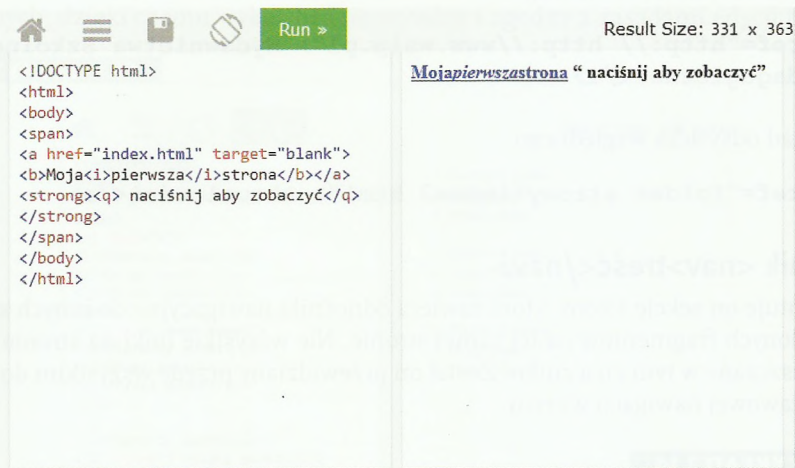 Run »
Result Size: 331 x 363
<!DOCTYPE html>
<html>
<body>
<span>
<a href="index.html" target="blank">
<b>Moja<i>pierwsza</i>strona</b></a>
<strong><q> naciśnij aby zobaczyć</q>
</strong>
</span>
</body>
</html>
Mojapierwszastrona “ naciśnij aby zobaczyć”